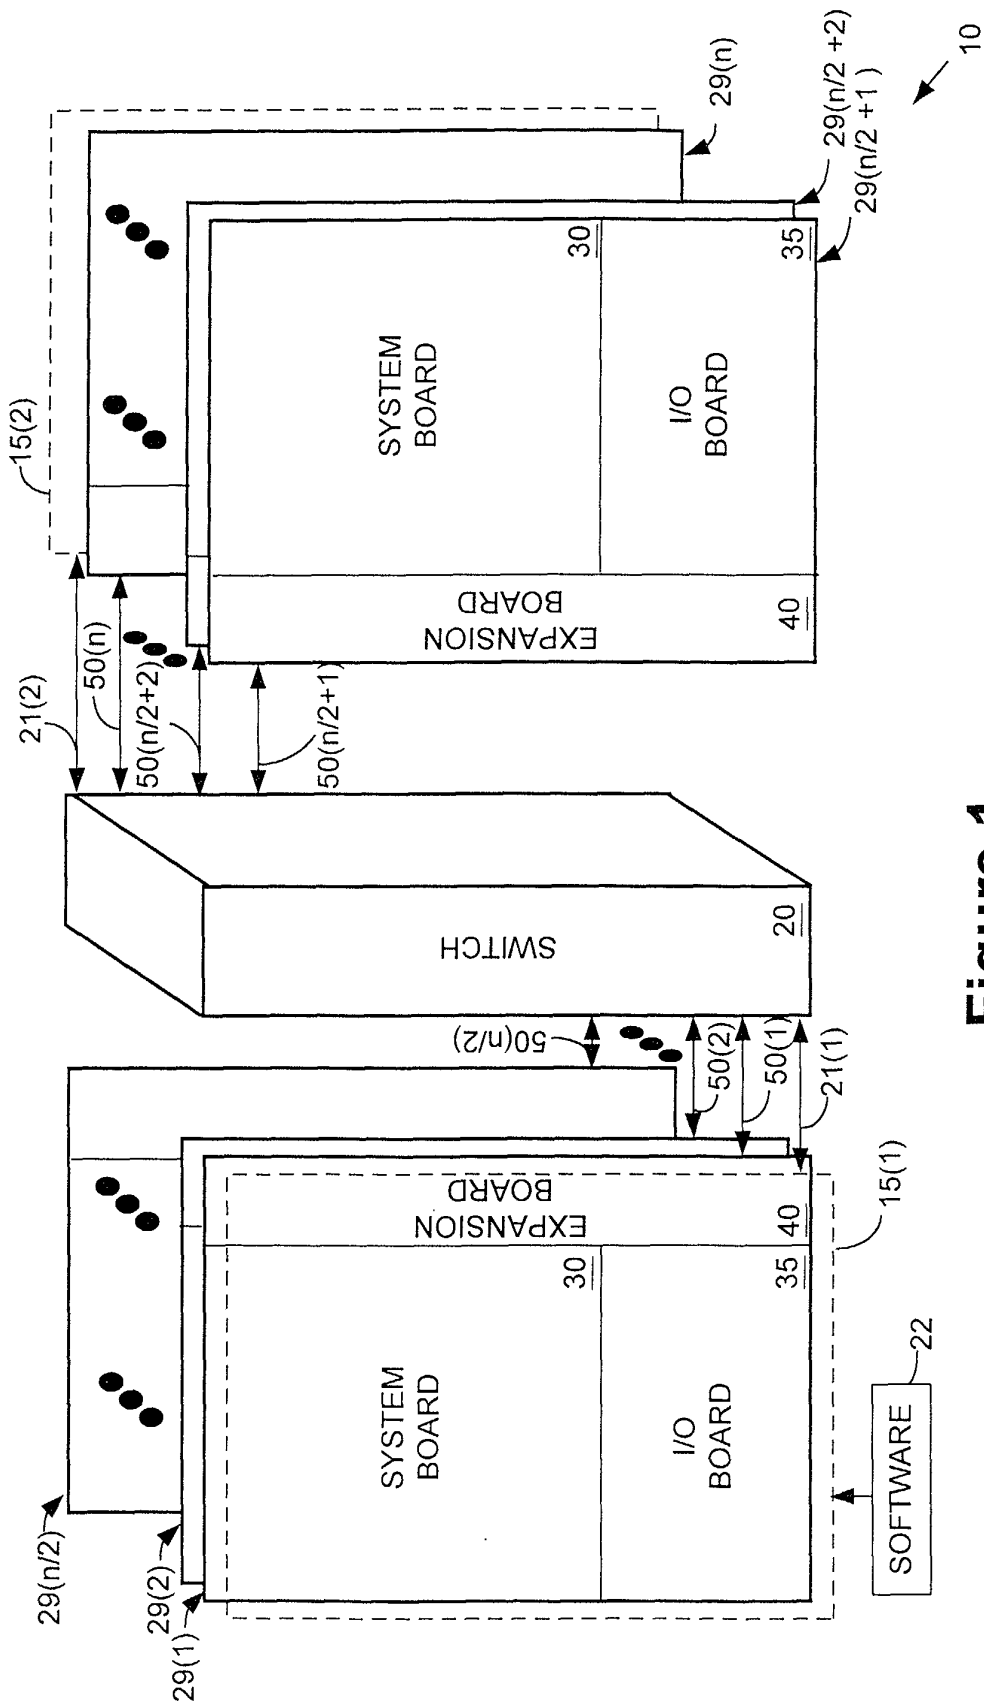 29(n/2)
29(2)
29(1)
SYSTEM
BOARD
30
I/O
BOARD
35
EXPANSION
BOARD
40
SOFTWARE
22
15(1)
50(n/2)
50(2)
50(1)
21(1)
SWITCH
20
21(2)
50(n)
50(n/2+2)
50(n/2+1)
15(2)
EXPANSION
BOARD
40
SYSTEM
BOARD
30
I/O
BOARD
35
29(n)
29(n/2 +2)
29(n/2 +1 )
10
Figure 1